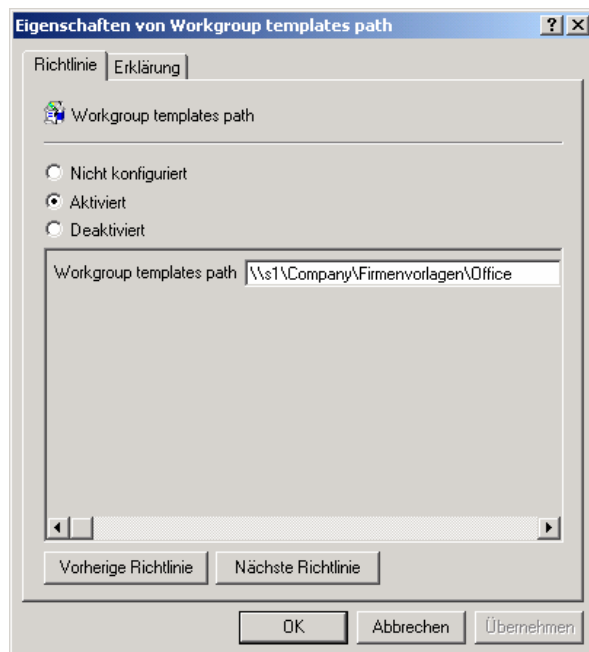 Eigenschaften von Workgroup templates path
Richtlinie Erklärung
Workgroup templates path
Nicht konfiguriert
Aktiviert
Deaktiviert
Workgroup templates path \\s1\Company\Firmenvorlagen\Office
Vorherige Richtlinie Nächste Richtlinie
OK Abbrechen Übernehmen